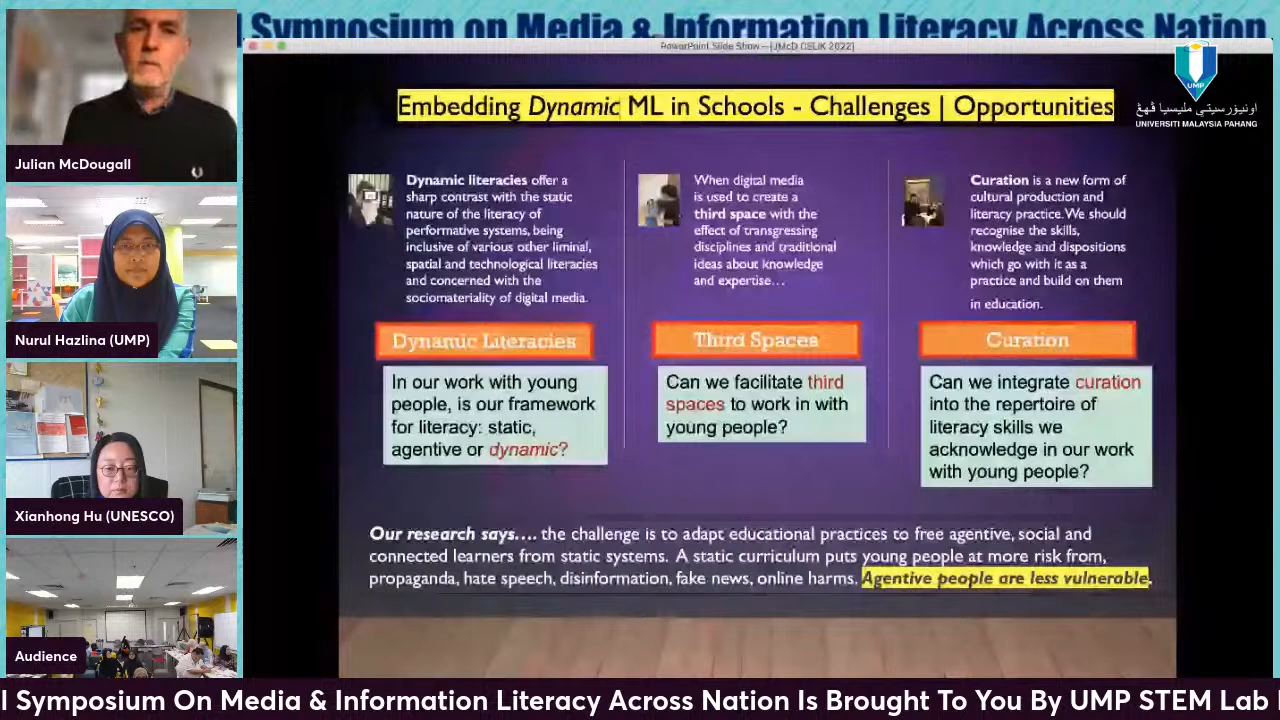 l Symposium on Media & Information Literacy Across Nation
PowerPoint Slide Show - [JMcD CELIK 2022]
UMP
اونيۏرسيتي مليسيا ڤهڠ
UNIVERSITI MALAYSIA PAHANG
Embedding Dynamic ML in Schools - Challenges | Opportunities
Dynamic literacies offer a
sharp contrast with the static
nature of the literacy of
performative systems, being
inclusive of various other liminal,
spatial and technological literacies
and concerned with the
sociomateriality of digital media.
When digital media
is used to create a
third space with the
effect of transgressing
disciplines and traditional
ideas about knowledge
and expertise…
Curation is a new form of
cultural production and
literacy practice. We should
recognise the skills,
knowledge and dispositions
which go with it as a
practice and build on them
in education.
Dynamic Literacies
Third Spaces
Curation
In our work with young
people, is our framework
for literacy: static,
agentive or dynamic?
Can we facilitate third
spaces to work in with
young people?
Can we integrate curation
into the repertoire of
literacy skills we
acknowledge in our work
with young people?
Our research says…. the challenge is to adapt educational practices to free agentive, social and
connected learners from static systems. A static curriculum puts young people at more risk from,
propaganda, hate speech, disinformation, fake news, online harms. Agentive people are less vulnerable.
Julian McDougall
Nurul Hazlina (UMP)
Xianhong Hu (UNESCO)
Audience
l Symposium On Media & Information Literacy Across Nation Is Brought To You By UMP STEM Lab